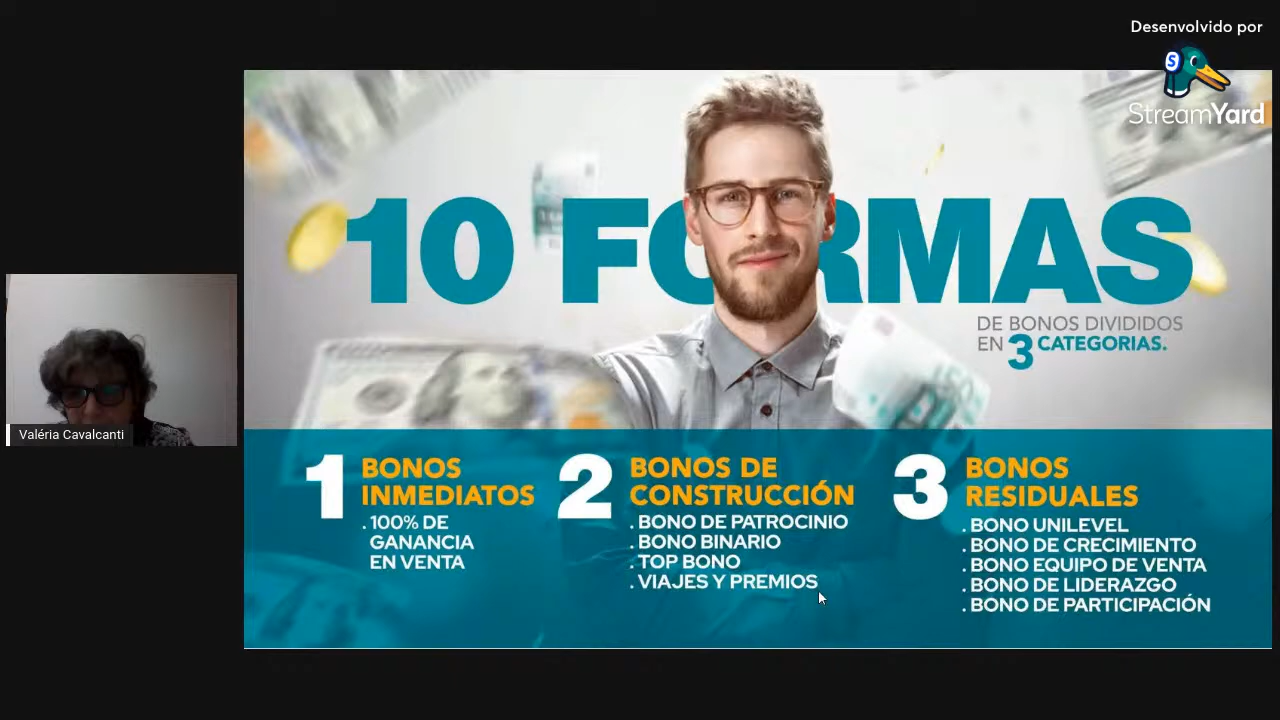 Desenvolvido por
StreamYard
10 FORMAS
DE BONOS DIVIDIDOS
EN 3 CATEGORIAS.
Valéria Cavalcanti
1 BONOS
INMEDIATOS
. 100% DE
GANANCIA
EN VENTA
2 BONOS DE
CONSTRUCCIÓN
. BONO DE PATROCINIO
. BONO BINARIO
. TOP BONO
. VIAJES Y PREMIOS
3 BONOS
RESIDUALES
. BONO UNILEVEL
. BONO DE CRECIMIENTO
. BONO EQUIPO DE VENTA
. BONO DE LIDERAZGO
. BONO DE PARTICIPACIÓN